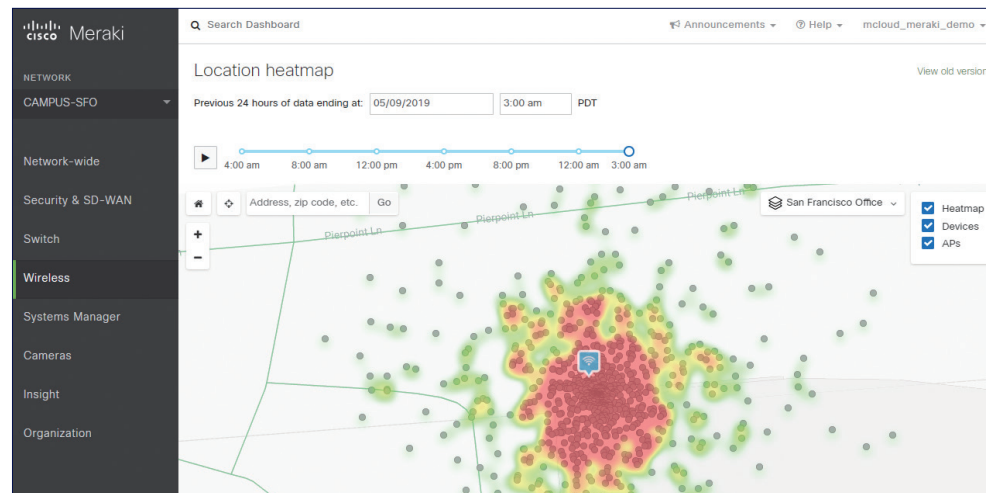 cisco Meraki
Search Dashboard
Announcements
Help
mcloud_meraki_demo
NETWORK
CAMPUS-SFO
Network-wide
Security & SD-WAN
Switch
Wireless
Systems Manager
Cameras
Insight
Organization
Location heatmap
View old version
Previous 24 hours of data ending at: 05/09/2019 3:00 am PDT
4:00 am 8:00 am 12:00 pm 4:00 pm 8:00 pm 12:00 am 3:00 am
Address, zip code, etc. Go
San Francisco Office
Heatmap
Devices
APs
+
−
Pierpoint Ln
Pierpoint Ln
Pierpoint Ln